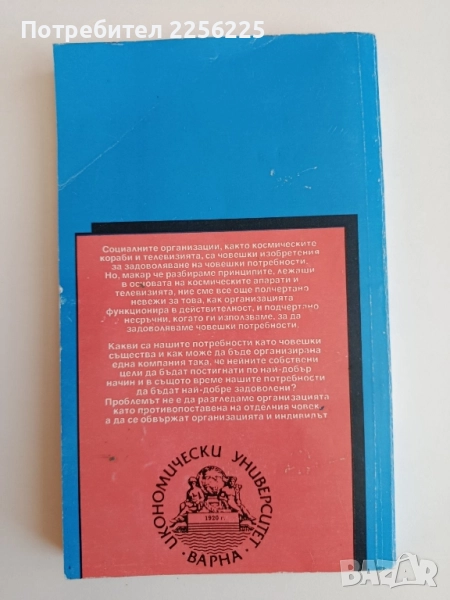 Потребител 2256225
Социалните организации, както космическите
кораби и телевизията, са човешки изобретения
за задоволяване на човешки потребности.
Но, макар че разбираме принципите, лежащи
в основата на космическите апарати и
телевизията, ние сме все още подчертано
невежи за това, как организацията
функционира в действителност, и подчертано
несръчни, когато ги използваме, за да
задоволяваме човешки потребности.
Какви са нашите потребности като човешки
същества и как може да бъде организирана
една компания така, че нейните собствени
цели да бъдат постигнати по най-добър
начин и в същото време нашите потребности
да бъдат най-добре задоволени?
Проблемът не е да разгледаме организацията
като противопоставена на отделния човек,
а да се обвържат организацията и индивидът
ИКОНОМИЧЕСКИ УНИВЕРСИТЕТ
1920 г.
· ВАРНА ·
BAZAR